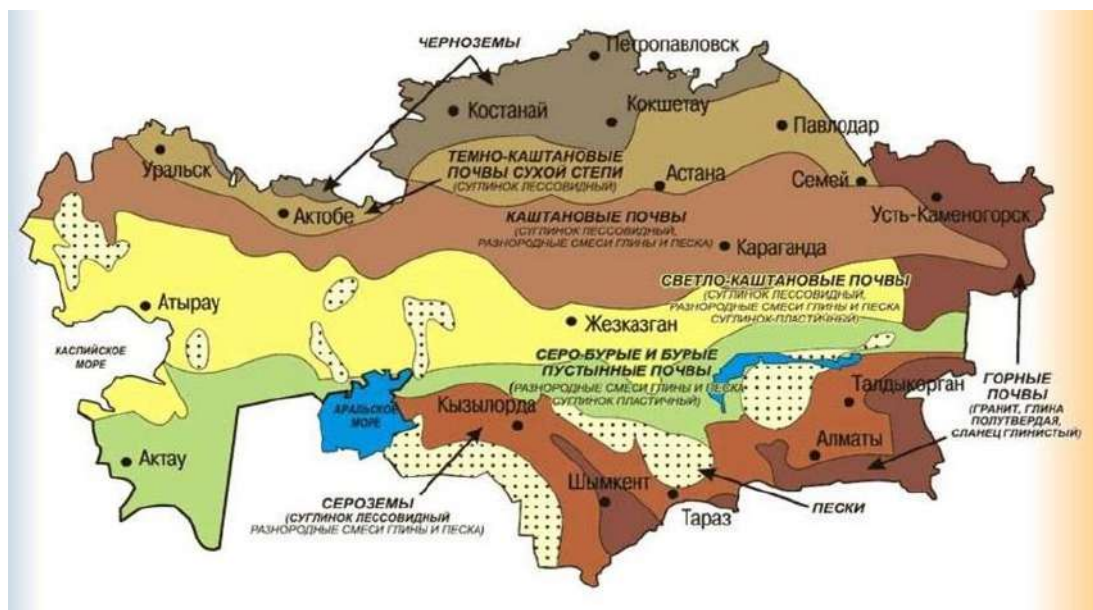 ЧЕРНОЗЕМЫ
Петропавловск
Костанай
Кокшетау
Павлодар
Уральск
ТЕМНО-КАШТАНОВЫЕ
ПОЧВЫ СУХОЙ СТЕПИ
(СУГЛИНОК ЛЕССОВИДНЫЙ)
Астана
Семей
Актобе
КАШТАНОВЫЕ ПОЧВЫ
(СУГЛИНОК ЛЕССОВИДНЫЙ,
РАЗНОРОДНЫЕ СМЕСИ ГЛИНЫ И ПЕСКА)
Усть-Каменогорск
Караганда
СВЕТЛО-КАШТАНОВЫЕ ПОЧВЫ
(СУГЛИНОК ЛЕССОВИДНЫЙ,
РАЗНОРОДНЫЕ СМЕСИ ГЛИНЫ И ПЕСКА
СУГЛИНОК ПЛАСТИЧНЫЙ)
Атырау
Жезказган
КАСПИЙСКОЕ
МОРЕ
СЕРО-БУРЫЕ И БУРЫЕ
ПУСТЫННЫЕ ПОЧВЫ
(РАЗНОРОДНЫЕ СМЕСИ ГЛИНЫ И ПЕСКА
СУГЛИНОК ПЛАСТИЧНЫЙ)
Талдыкорган
ГОРНЫЕ
ПОЧВЫ
(ГРАНИТ, ГЛИНА
ПОЛУТВЕРДАЯ,
СЛАНЕЦ ГЛИНИСТЫЙ)
АРАЛЬСКОЕ
МОРЕ
Кызылорда
Алматы
Актау
Шымкент
СЕРОЗЕМЫ
(СУГЛИНОК ЛЕССОВИДНЫЙ
РАЗНОРОДНЫЕ СМЕСИ ГЛИНЫ И ПЕСКА)
Тараз
ПЕСКИ